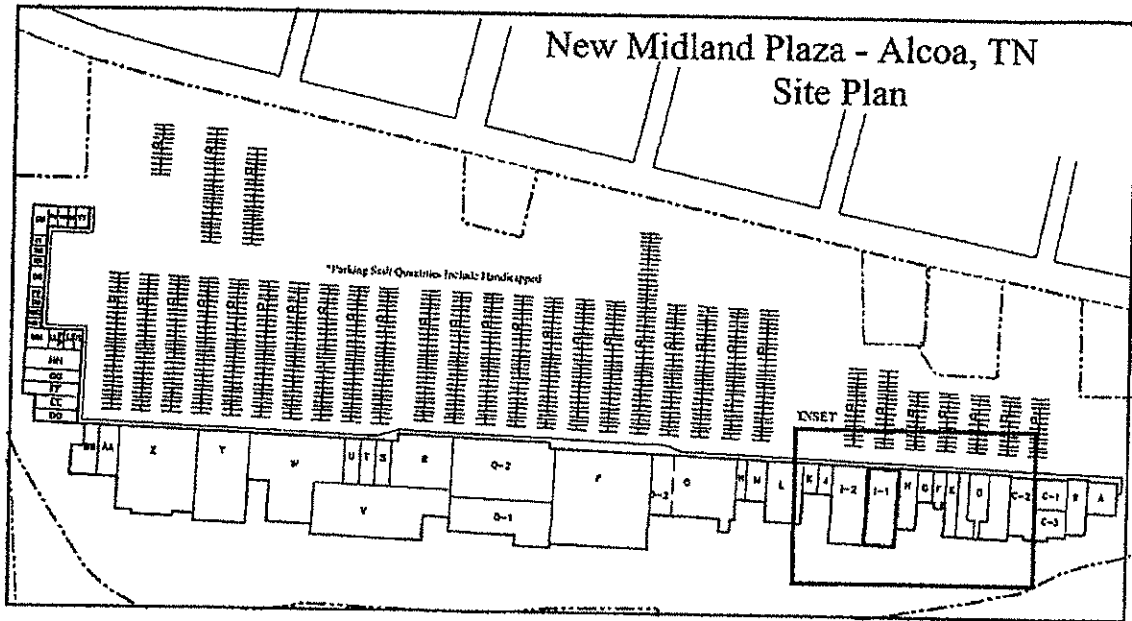 New Midland Plaza - Alcoa, TN
Site Plan
*Parking Stall Quantities Include Handicapped
INSET
HH
GG
FF
EE
DD
BB
AA
Z
Y
W
U
T
S
R
V
Q-2
Q-1
P
O-2
O
N
M
L
K
J
I-2
I-1
H
G
F
E
D
C-2
C-1
C-3
B
A